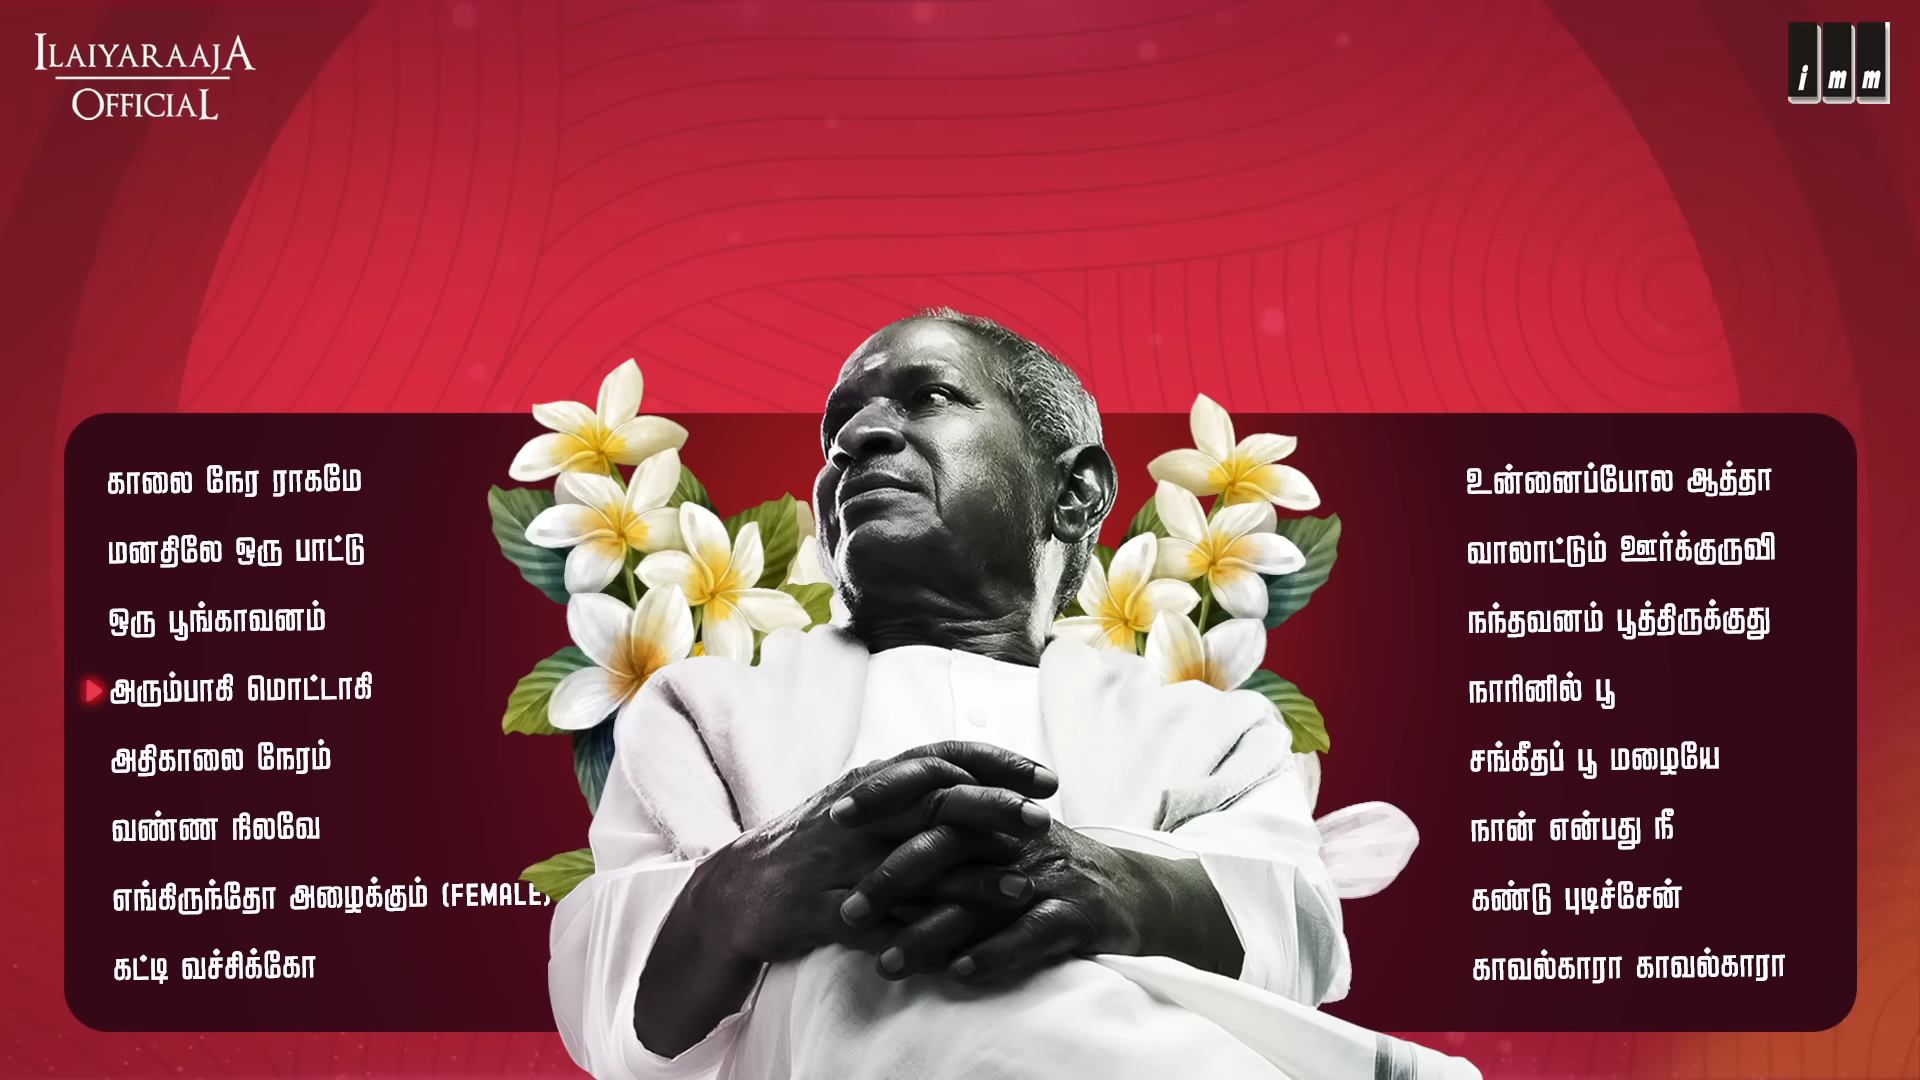 ILAIYARAAJA
OFFICIAL
imm
காலை நேர ராகமே
மனதிலே ஒரு பாட்டு
ஒரு பூங்காவனம்
அரும்பாகி மொட்டாகி
அதிகாலை நேரம்
வண்ண நிலவே
எங்கிருந்தோ அழைக்கும் (FEMALE)
கட்டி வச்சிக்கோ
உன்னைப்போல ஆத்தா
வாலாட்டும் ஊர்க்குருவி
நந்தவனம் பூத்திருக்குது
நாரினில் பூ
சங்கீதப் பூ மழையே
நான் என்பது நீ
கண்டு புடிச்சேன்
காவல்காரா காவல்காரா